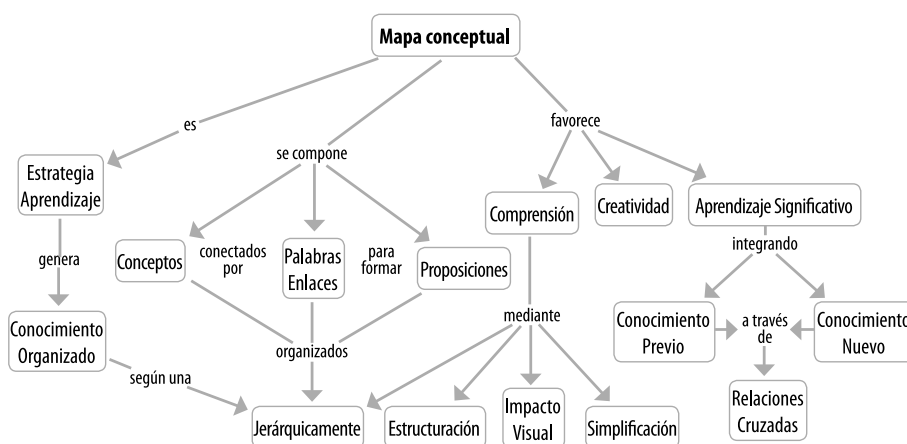 Mapa conceptual
es
favorece
se compone
Estrategia
Aprendizaje
Comprensión
Creatividad
Aprendizaje Significativo
genera
Conceptos
conectados
por
Palabras
Enlaces
para
formar
Proposiciones
integrando
Conocimiento
Organizado
organizados
mediante
Conocimiento
Previo
a través
de
Conocimiento
Nuevo
según una
Jerárquicamente
Estructuración
Impacto
Visual
Simplificación
Relaciones
Cruzadas